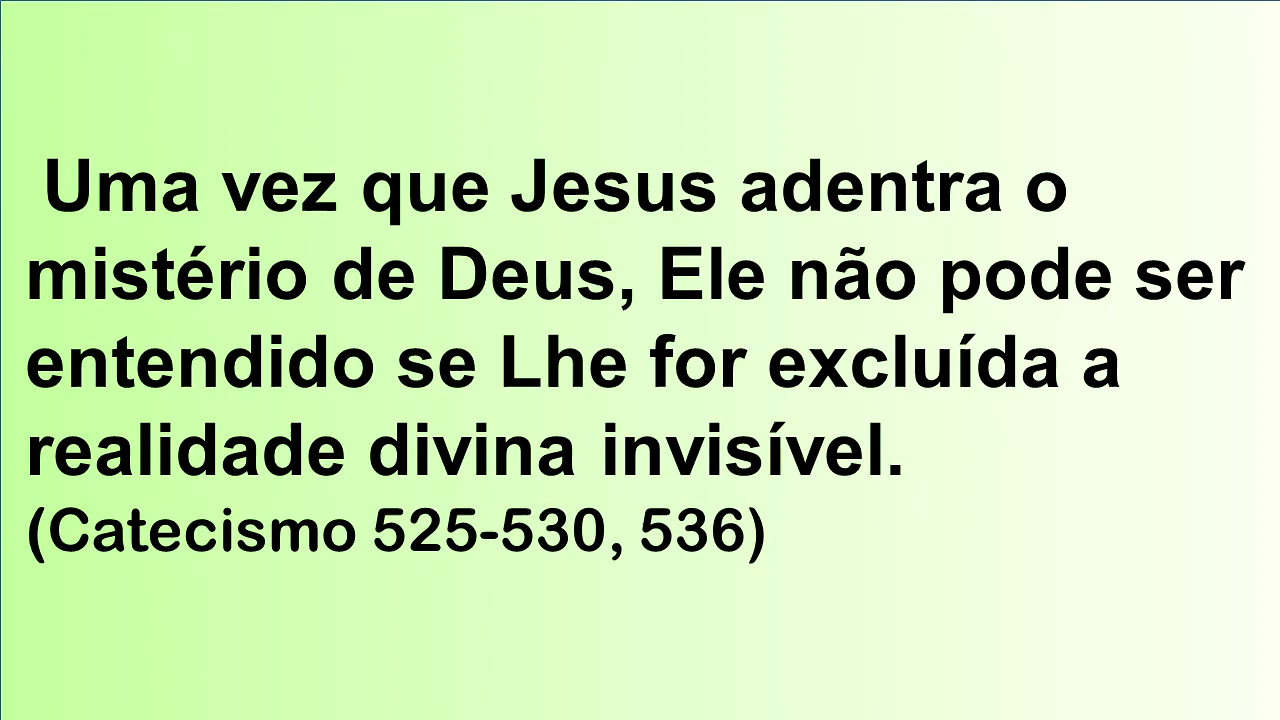 Uma vez que Jesus adentra o
mistério de Deus, Ele não pode ser
entendido se Lhe for excluída a
realidade divina invisível.
(Catecismo 525-530, 536)